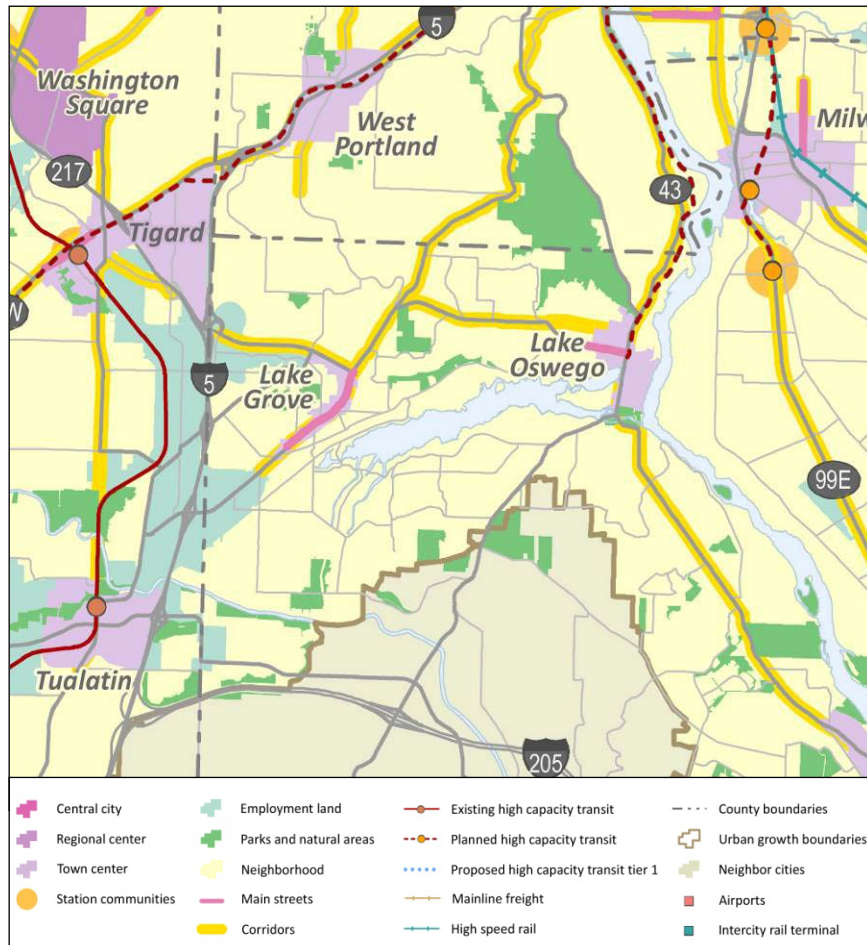 5
Washington
Square
West
Portland
Milw
217
43
Tigard
W
5
Lake
Grove
Lake
Oswego
99E
Tualatin
205
Central city
Regional center
Town center
Station communities
Employment land
Parks and natural areas
Neighborhood
Main streets
Corridors
Existing high capacity transit
Planned high capacity transit
Proposed high capacity transit tier 1
Mainline freight
High speed rail
County boundaries
Urban growth boundaries
Neighbor cities
Airports
Intercity rail terminal